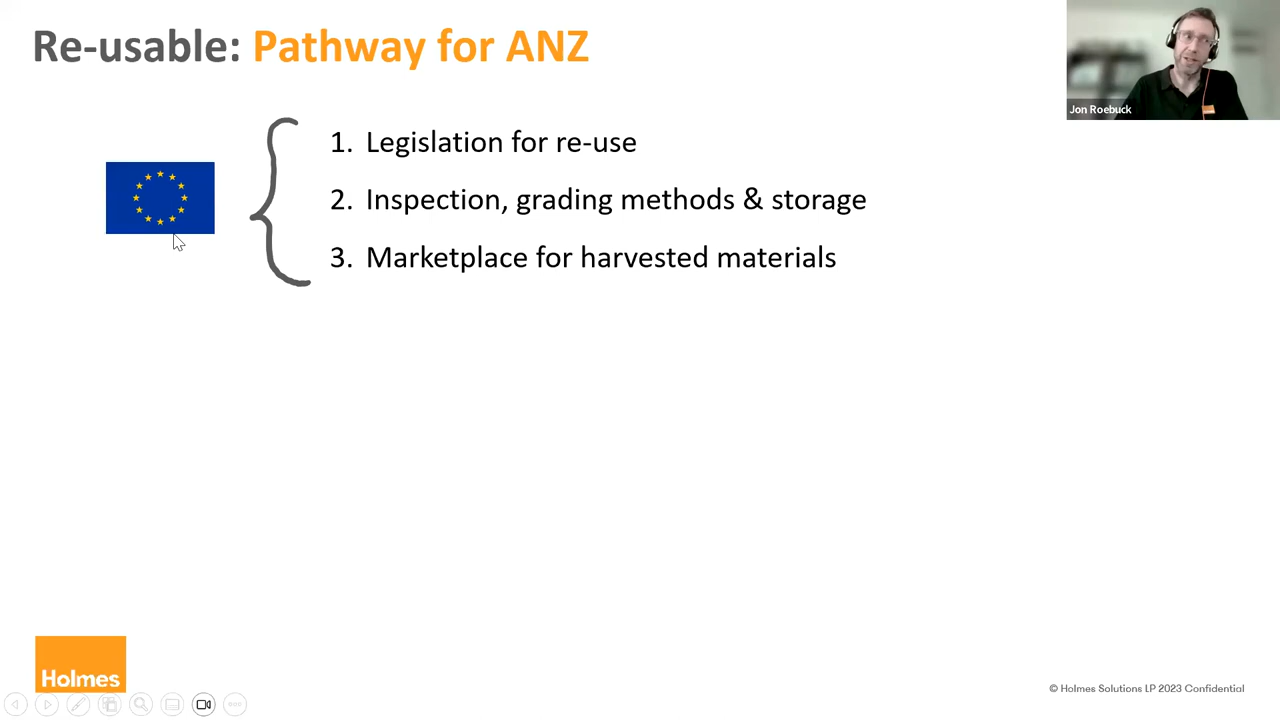 Re-usable: Pathway for ANZ
Jon Roebuck
1. Legislation for re-use
2. Inspection, grading methods & storage
3. Marketplace for harvested materials
Holmes
© Holmes Solutions LP 2023 Confidential